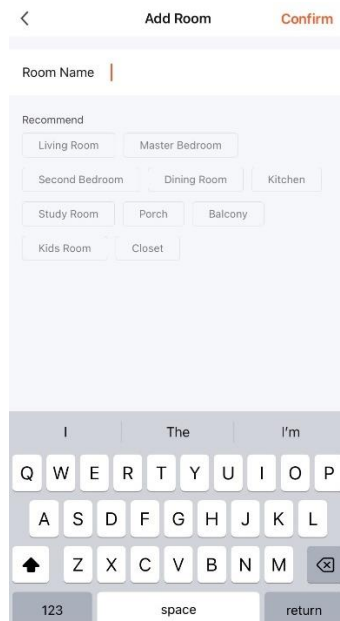 Add Room
Confirm
Room Name
Recommend
Living Room
Master Bedroom
Second Bedroom
Dining Room
Kitchen
Study Room
Porch
Balcony
Kids Room
Closet
I
The
I'm
Q W E R T Y U I O P
A S D F G H J K L
Z X C V B N M
123
space
return